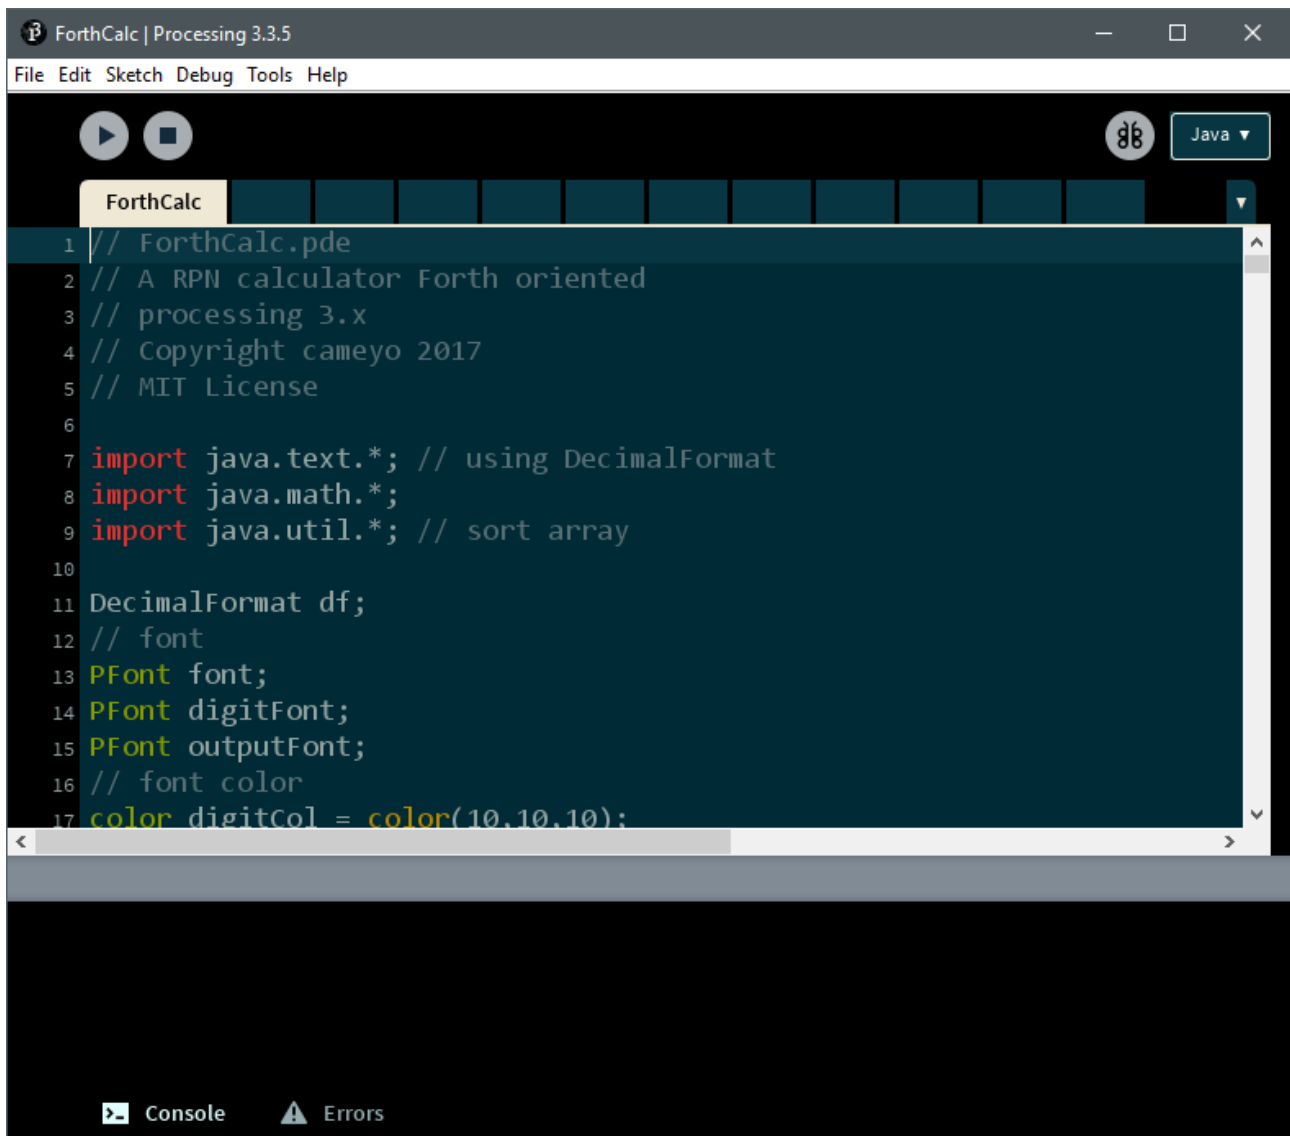 ForthCalc | Processing 3.3.5
File Edit Sketch Debug Tools Help
Java ▼
ForthCalc
1 // ForthCalc.pde
2 // A RPN calculator Forth oriented
3 // processing 3.x
4 // Copyright cameyo 2017
5 // MIT License
6
7 import java.text.*; // using DecimalFormat
8 import java.math.*;
9 import java.util.*; // sort array
10
11 DecimalFormat df;
12 // font
13 PFont font;
14 PFont digitFont;
15 PFont outputFont;
16 // font color
17 color digitCol = color(10,10,10);
Console Errors